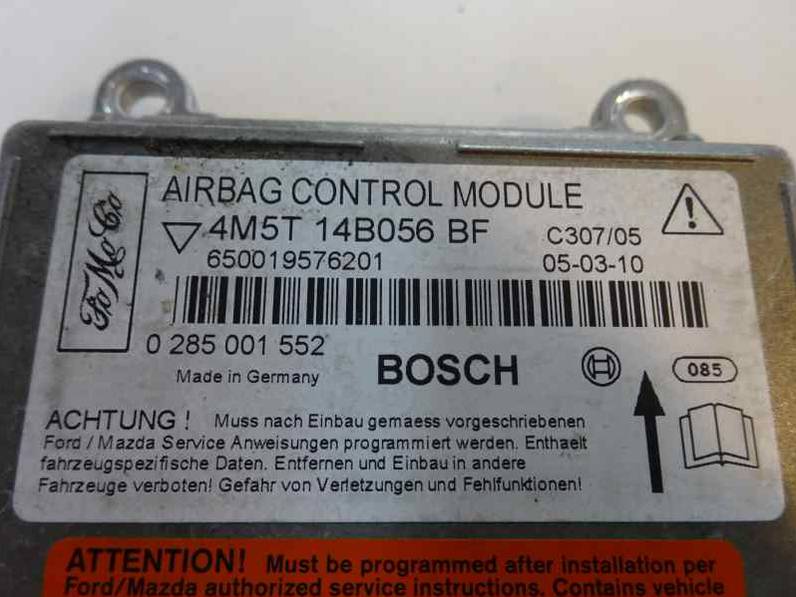 FoMoCo
AIRBAG CONTROL MODULE
4M5T 14B056 BF
C307/05
650019576201
05-03-10
0 285 001 552
Made in Germany
BOSCH
085
ACHTUNG ! Muss nach Einbau gemaess vorgeschriebenen
Ford / Mazda Service Anweisungen programmiert werden. Enthaelt
fahrzeugspezifische Daten. Entfernen und Einbau in andere
Fahrzeuge verboten! Gefahr von Verletzungen und Fehlfunktionen!
ATTENTION! Must be programmed after installation per
Ford/Mazda authorized service instructions. Contains vehicle